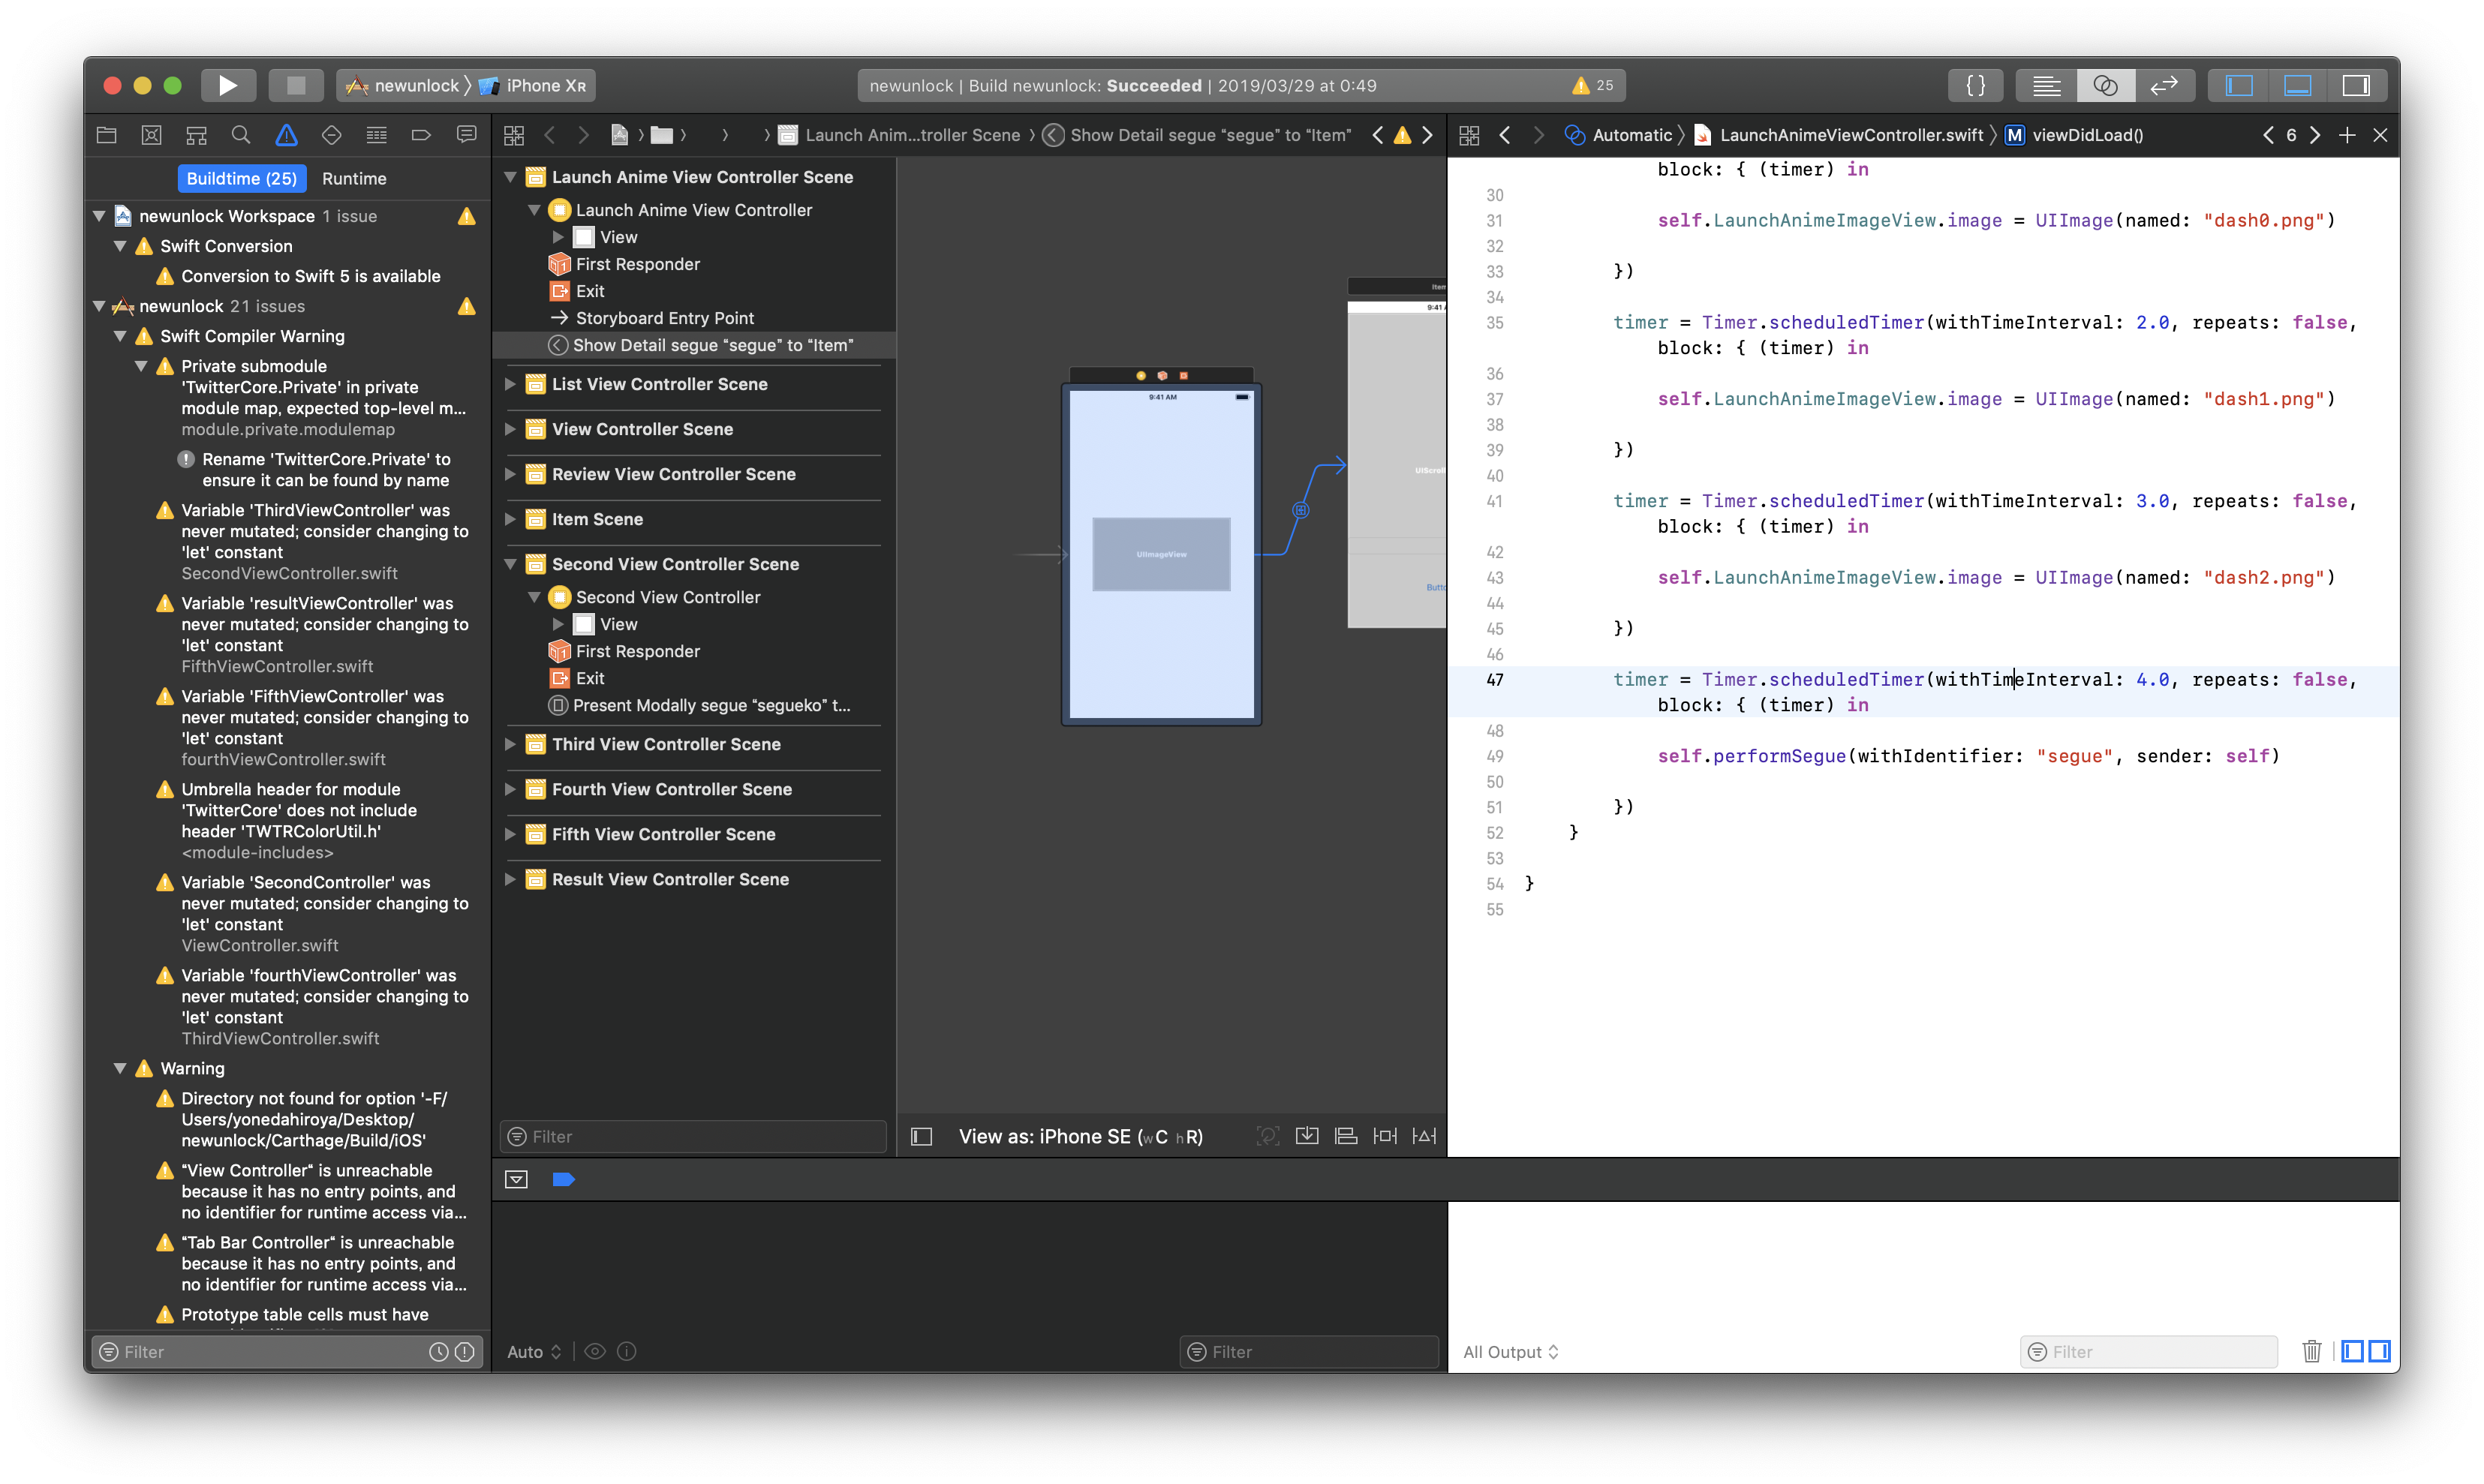 newunlock 〉 iPhone XR
newunlock | Build newunlock: Succeeded | 2019/03/29 at 0:49
25
{ }
Launch Anim...troller Scene 〉 Show Detail segue “segue” to “Item”
Automatic 〉 LaunchAnimeViewController.swift 〉 M viewDidLoad()
6
Buildtime (25) Runtime
newunlock Workspace 1 issue
Swift Conversion
Conversion to Swift 5 is available
newunlock 21 issues
Swift Compiler Warning
Private submodule
'TwitterCore.Private' in private
module map, expected top-level m...
module.private.modulemap
Rename 'TwitterCore.Private' to
ensure it can be found by name
Variable 'ThirdViewController' was
never mutated; consider changing to
'let' constant
SecondViewController.swift
Variable 'resultViewController' was
never mutated; consider changing to
'let' constant
FifthViewController.swift
Variable 'FifthViewController' was
never mutated; consider changing to
'let' constant
fourthViewController.swift
Umbrella header for module
'TwitterCore' does not include
header 'TWTRColorUtil.h'
<module-includes>
Variable 'SecondController' was
never mutated; consider changing to
'let' constant
ViewController.swift
Variable 'fourthViewController' was
never mutated; consider changing to
'let' constant
ThirdViewController.swift
Warning
Directory not found for option '-F/
Users/yonedahiroya/Desktop/
newunlock/Carthage/Build/iOS'
“View Controller“ is unreachable
because it has no entry points, and
no identifier for runtime access via...
“Tab Bar Controller“ is unreachable
because it has no entry points, and
no identifier for runtime access via...
Prototype table cells must have
Filter
Launch Anime View Controller Scene
Launch Anime View Controller
View
First Responder
Exit
Storyboard Entry Point
Show Detail segue “segue” to “Item”
List View Controller Scene
View Controller Scene
Review View Controller Scene
Item Scene
Second View Controller Scene
Second View Controller
View
First Responder
Exit
Present Modally segue “segueko” t...
Third View Controller Scene
Fourth View Controller Scene
Fifth View Controller Scene
Result View Controller Scene
Filter
9:41 AM
UIImageView
Item
9:41
UIScroll
Butto
View as: iPhone SE (wC hR)
block: { (timer) in
30
31 self.LaunchAnimeImageView.image = UIImage(named: "dash0.png")
32
33 })
34
35 timer = Timer.scheduledTimer(withTimeInterval: 2.0, repeats: false,
block: { (timer) in
36
37 self.LaunchAnimeImageView.image = UIImage(named: "dash1.png")
38
39 })
40
41 timer = Timer.scheduledTimer(withTimeInterval: 3.0, repeats: false,
block: { (timer) in
42
43 self.LaunchAnimeImageView.image = UIImage(named: "dash2.png")
44
45 })
46
47 timer = Timer.scheduledTimer(withTimeInterval: 4.0, repeats: false,
block: { (timer) in
48
49 self.performSegue(withIdentifier: "segue", sender: self)
50
51 })
52 }
53
54 }
55
Auto
Filter
All Output
Filter